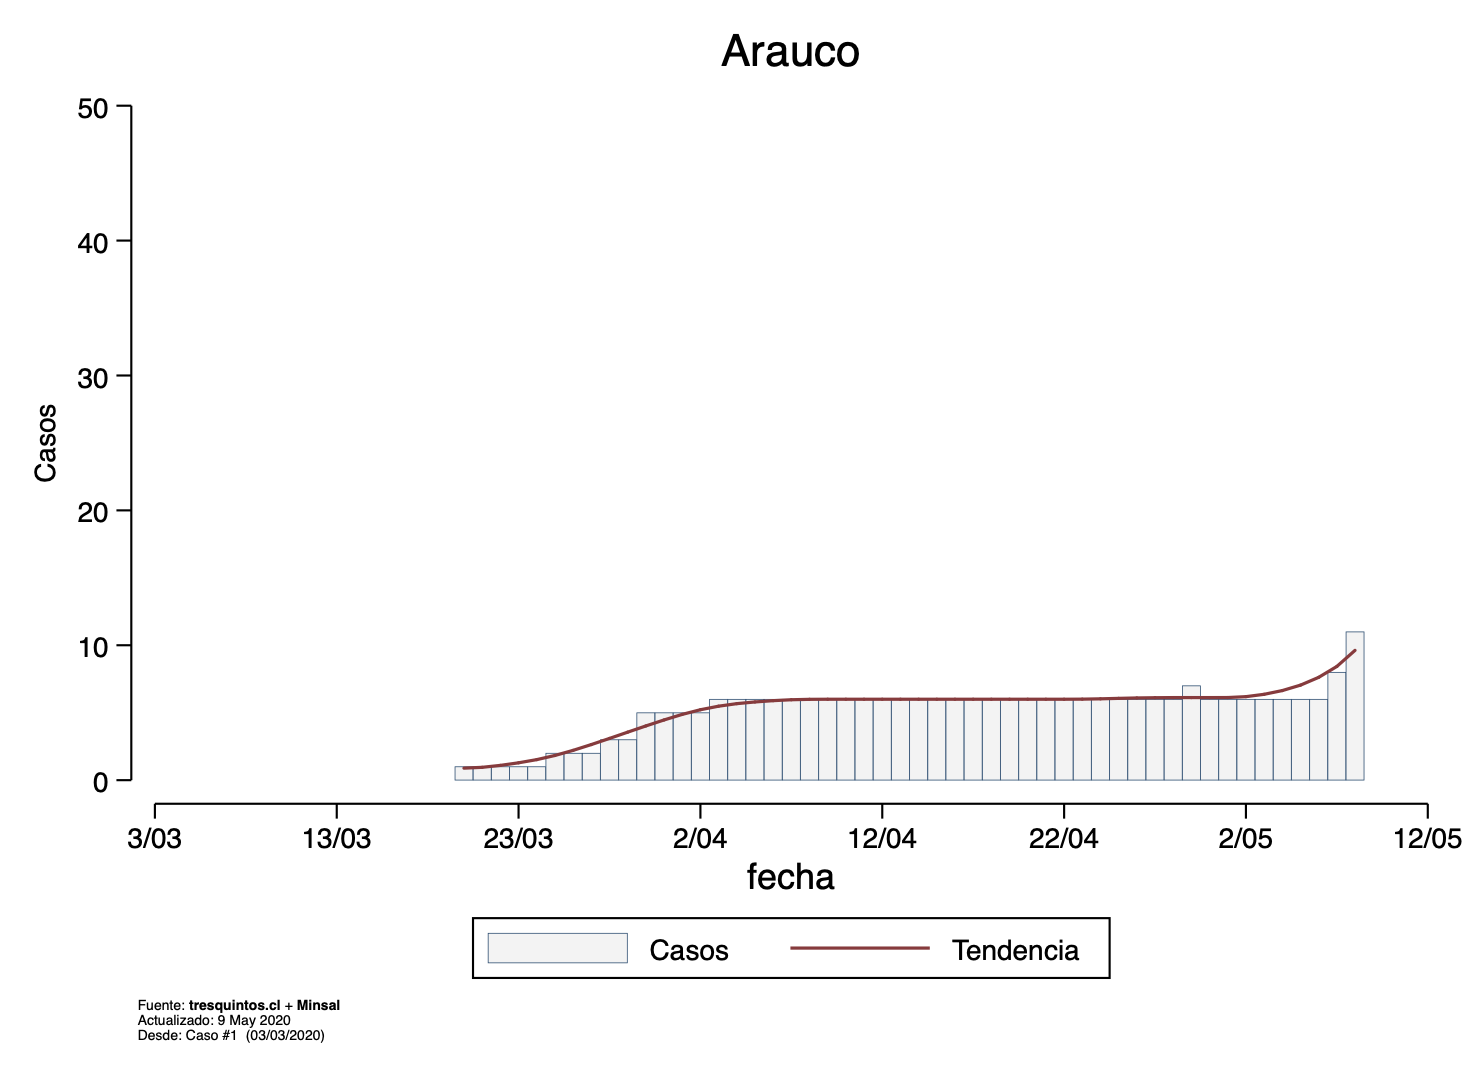 Arauco
50
40
30
20
10
0
Casos
3/03 13/03 23/03 2/04 12/04 22/04 2/05 12/05
fecha
Casos Tendencia
Fuente: tresquintos.cl + Minsal
Actualizado: 9 May 2020
Desde: Caso #1 (03/03/2020)